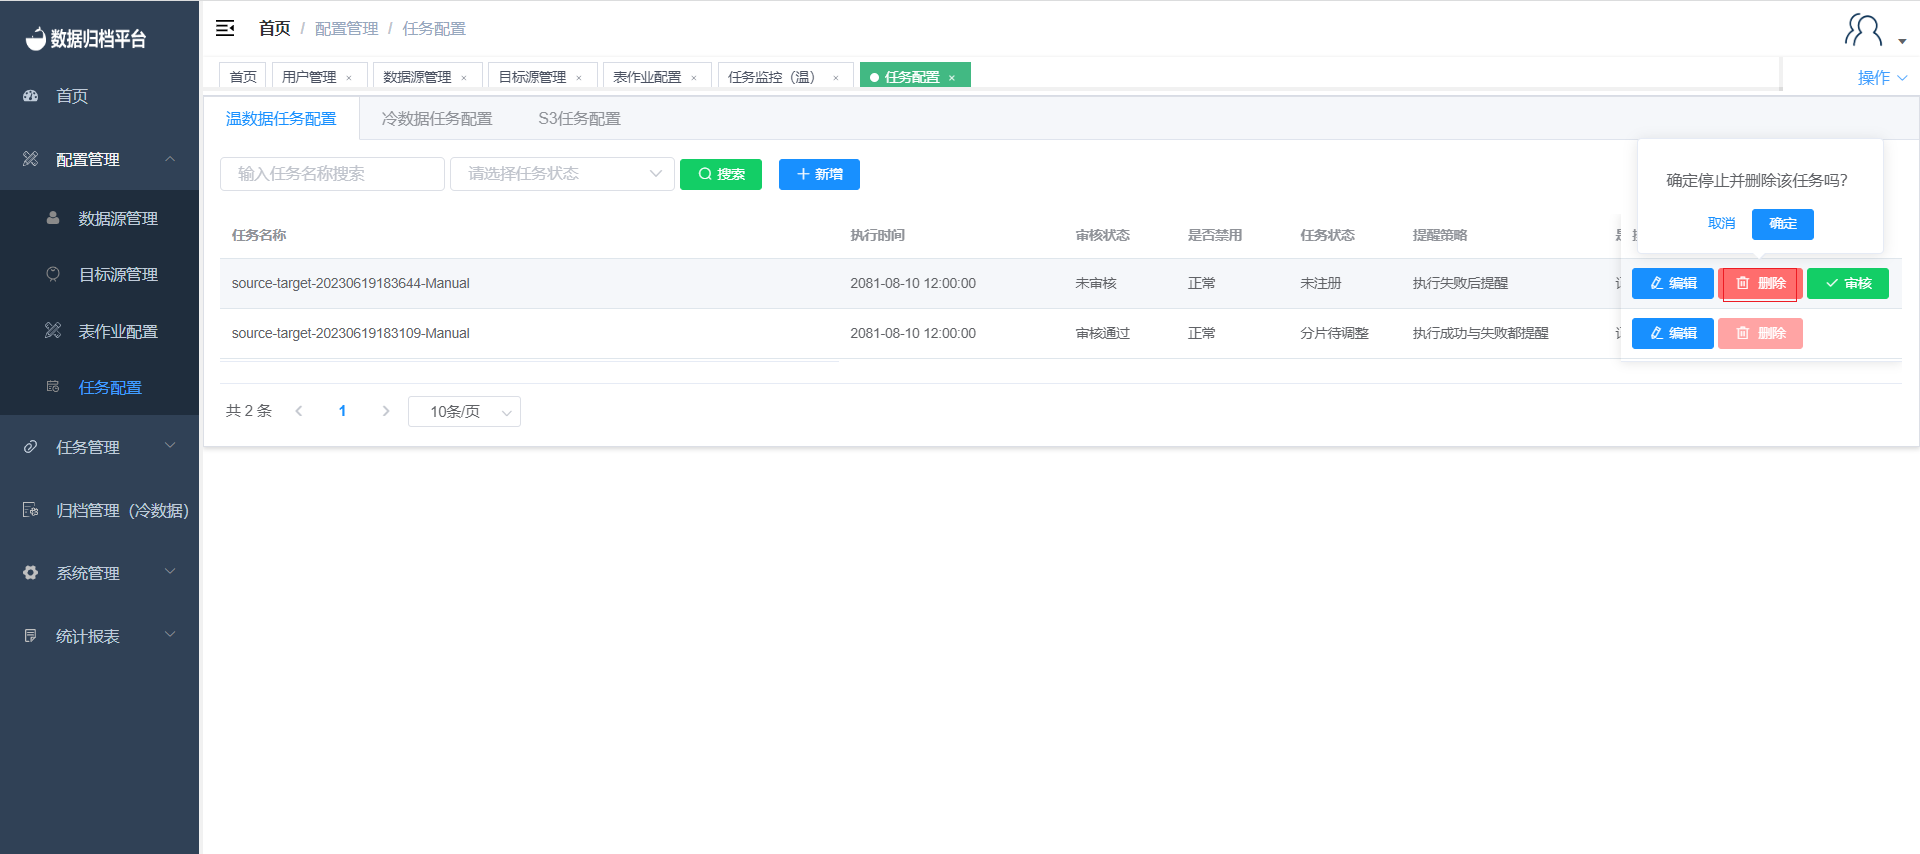 数据归档平台
首页
配置管理
数据源管理
目标源管理
表作业配置
任务配置
任务管理
归档管理（冷数据）
系统管理
统计报表
首页 / 配置管理 / 任务配置
首页 用户管理 × 数据源管理 × 目标源管理 × 表作业配置 × 任务监控（温） × 任务配置 × 操作
温数据任务配置 冷数据任务配置 S3任务配置
输入任务名称搜索 请选择任务状态 搜索 新增
确定停止并删除该任务吗？
取消 确定
任务名称 执行时间 审核状态 是否禁用 任务状态 提醒策略
source-target-20230619183644-Manual 2081-08-10 12:00:00 未审核 正常 未注册 执行失败后提醒 编辑 删除 审核
source-target-20230619183109-Manual 2081-08-10 12:00:00 审核通过 正常 分片待调整 执行成功与失败都提醒 编辑 删除
共 2 条 1 10条/页